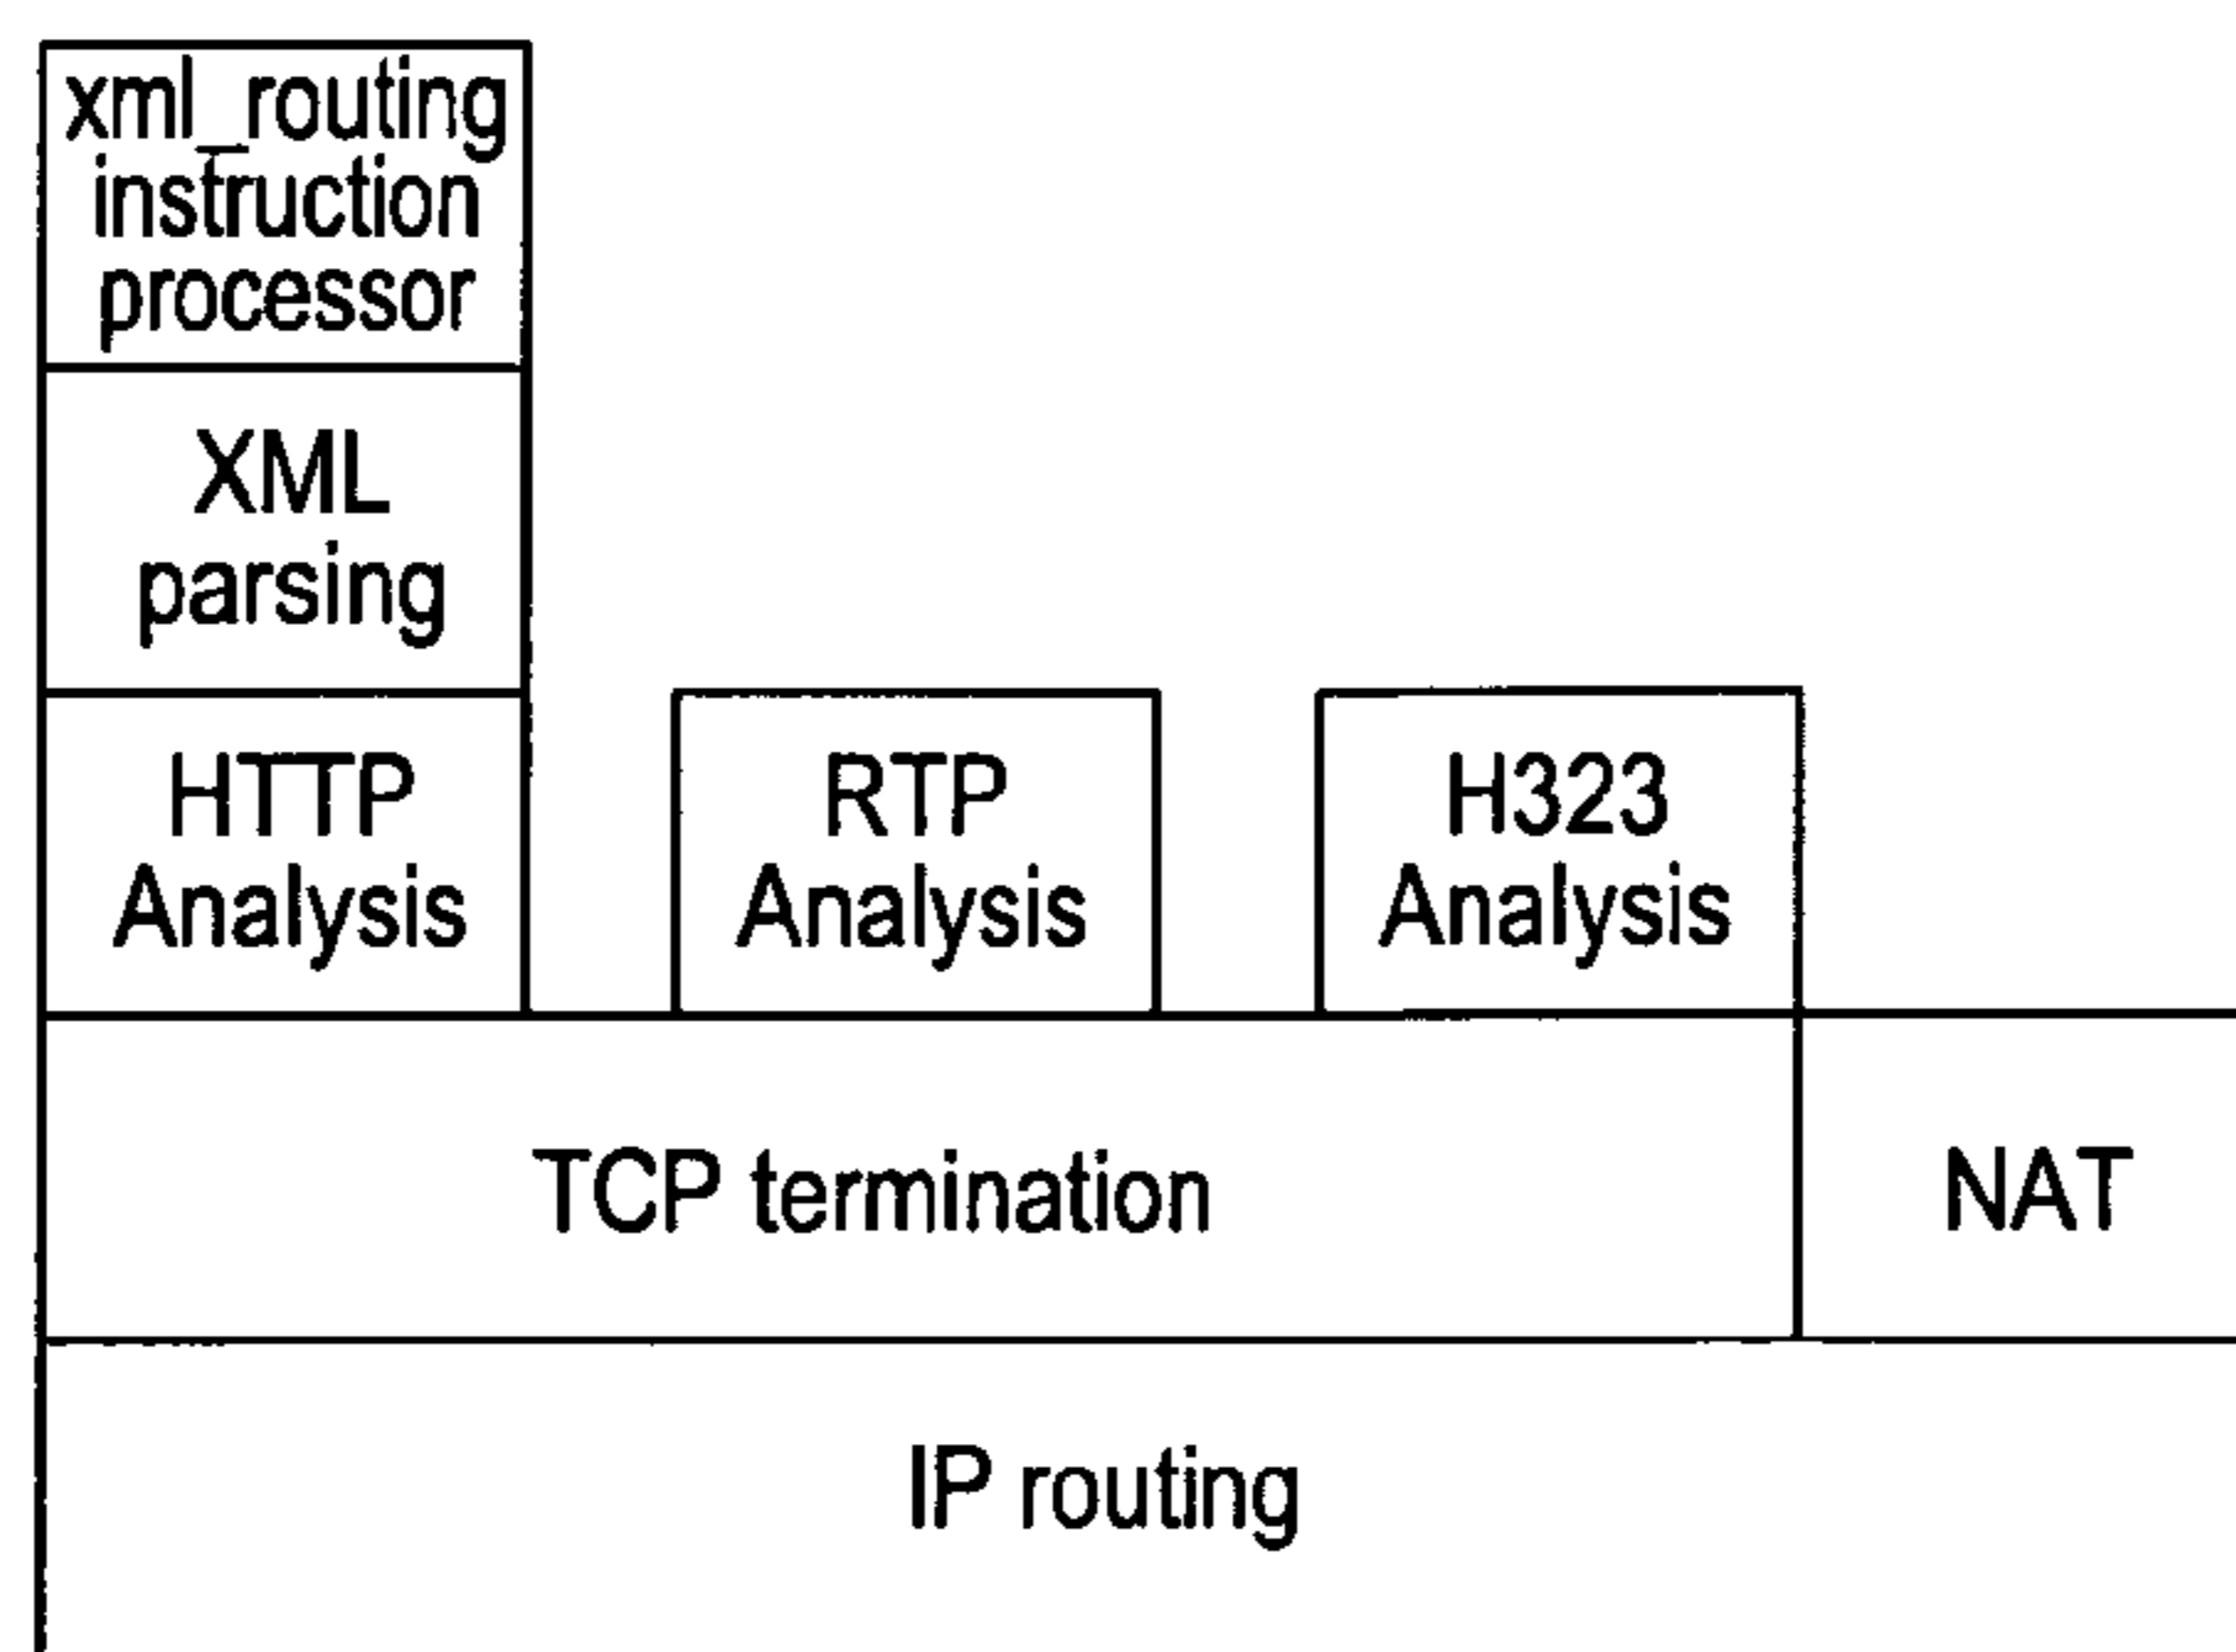 xml_routing
instruction
processor
XML
parsing
HTTP
Analysis
RTP
Analysis
H323
Analysis
TCP termination
NAT
IP routing